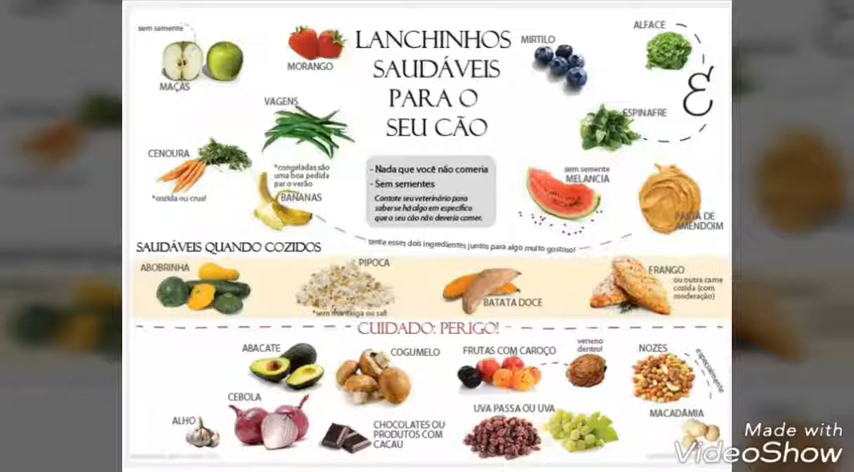 LANCHINHOS
SAUDÁVEIS
PARA O
SEU CÃO
sem semente
MAÇÃS
MORANGO
MIRTILO
ALFACE
E
VAGENS
ESPINAFRE
CENOURA
*cozida ou crua!
*congeladas são
uma boa pedida
par o verão
BANANAS
- Nada que você não comeria
- Sem sementes
Contate seu veterinário para
saber se há algo em específico
que o seu cão não deveria comer.
sem semente
MELANCIA
PASTA DE
AMENDOIM
tente esses dois ingredientes juntos para algo muito gostoso!
SAUDÁVEIS QUANDO COZIDOS
ABOBRINHA
PIPOCA
*sem manteiga ou sal!
BATATA DOCE
FRANGO
ou outra carne
cozida (com
moderação)
CUIDADO: PERIGO!
ABACATE
COGUMELO
FRUTAS COM CAROÇO
veneno
dentro!
NOZES
especialmente
MACADÂMIA
ALHO
CEBOLA
CHOCOLATES OU
PRODUTOS COM
CACAU
UVA PASSA OU UVA
Made with
VideoShow